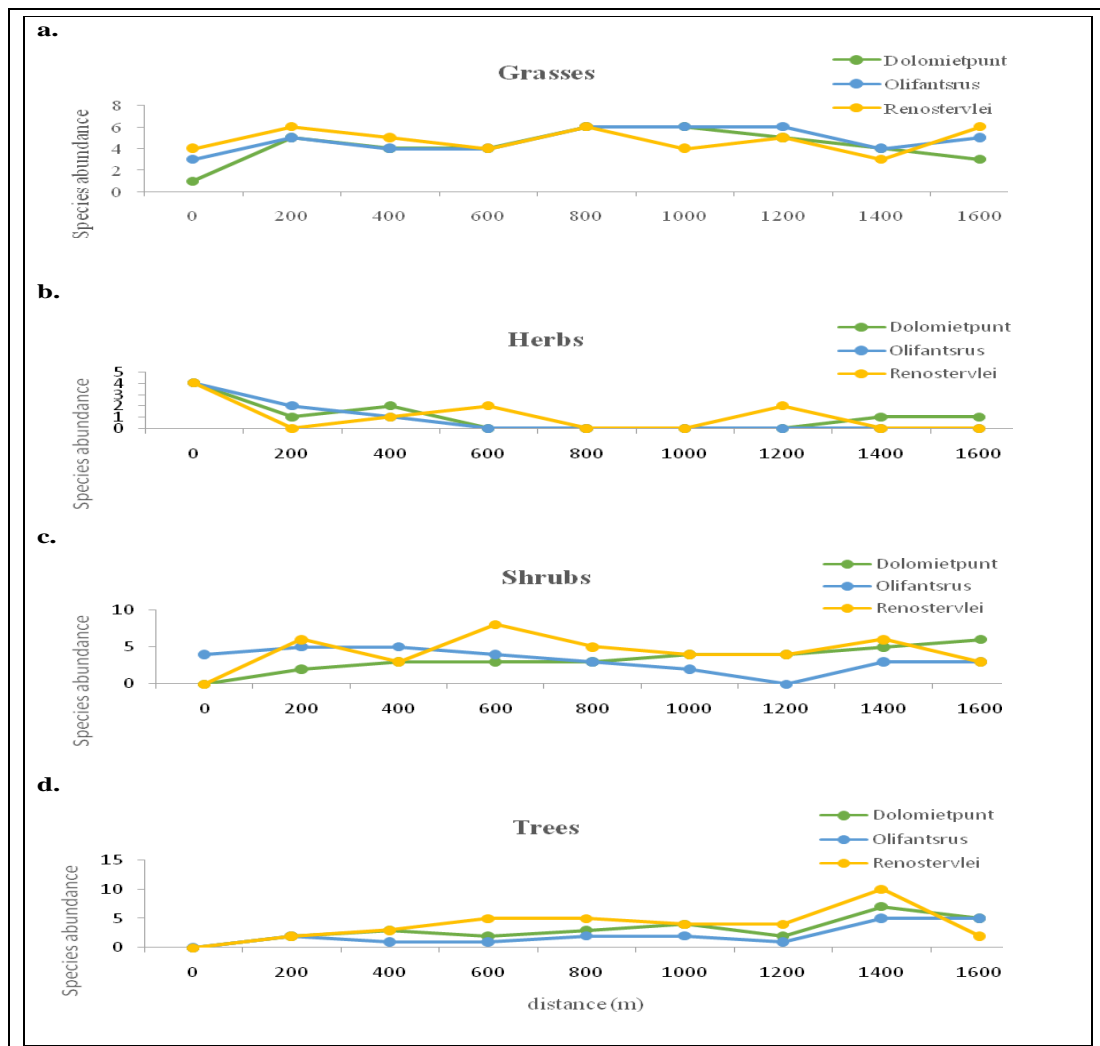 a.
Grasses
Dolomietpunt
Olifantsrus
Renostervlei
Species abundance
8
6
4
2
0
0 200 400 600 800 1000 1200 1400 1600
b.
Herbs
Dolomietpunt
Olifantsrus
Renostervlei
Species abundance
5
4
3
2
1
0
0 200 400 600 800 1000 1200 1400 1600
c.
Shrubs
Dolomietpunt
Olifantsrus
Renostervlei
Species abundance
10
5
0
0 200 400 600 800 1000 1200 1400 1600
d.
Trees
Dolomietpunt
Olifantsrus
Renostervlei
Species abundance
15
10
5
0
0 200 400 600 800 1000 1200 1400 1600
distance (m)